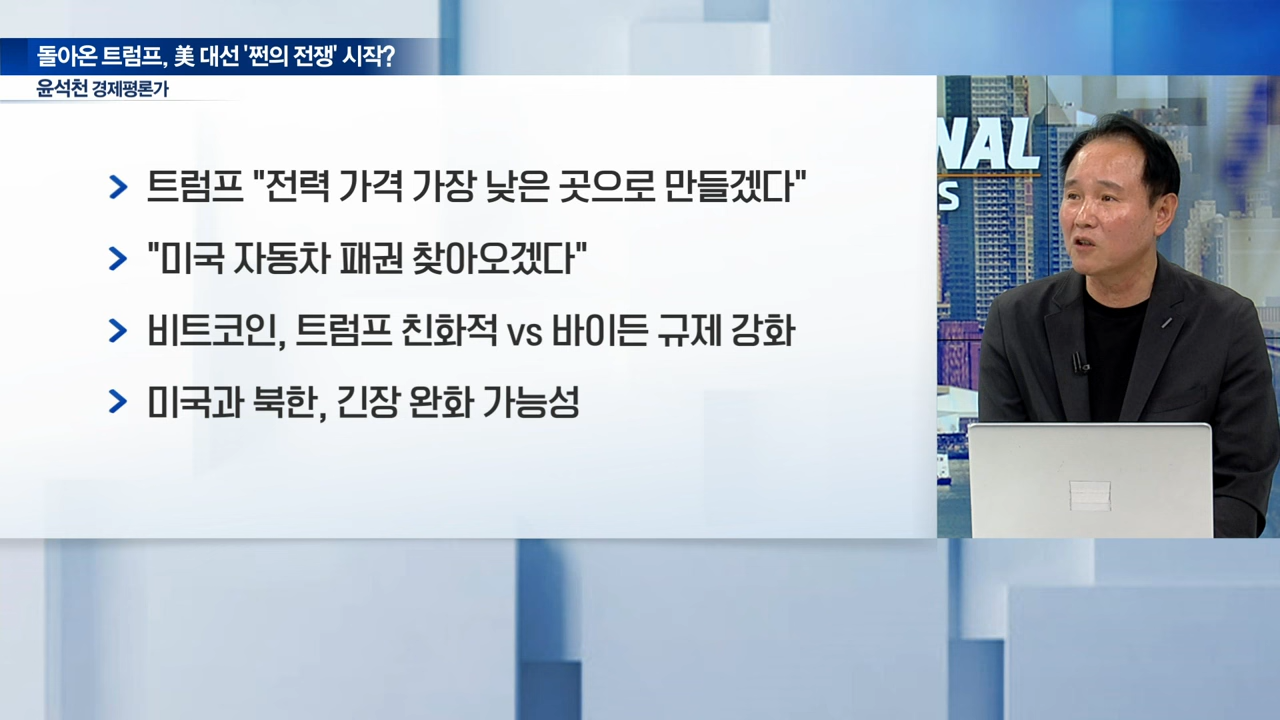 돌아온 트럼프, 美 대선 '쩐의 전쟁' 시작?
윤석천 경제평론가
트럼프 "전력 가격 가장 낮은 곳으로 만들겠다"
"미국 자동차 패권 찾아오겠다"
비트코인, 트럼프 친화적 vs 바이든 규제 강화
미국과 북한, 긴장 완화 가능성
NAL
S